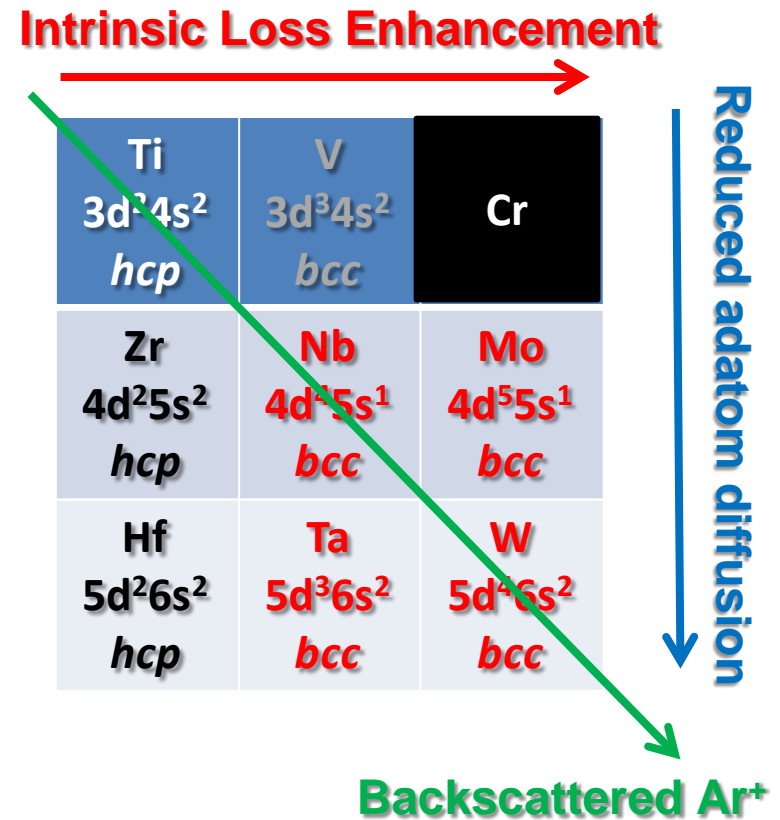 Intrinsic Loss Enhancement
Ti
3d²4s²
hcp
V
3d³4s²
bcc
Cr
Zr
4d²5s²
hcp
Nb
4d⁴5s¹
bcc
Mo
4d⁵5s¹
bcc
Hf
5d²6s²
hcp
Ta
5d³6s²
bcc
W
5d⁴6s²
bcc
Reduced adatom diffusion
Backscattered Ar⁺